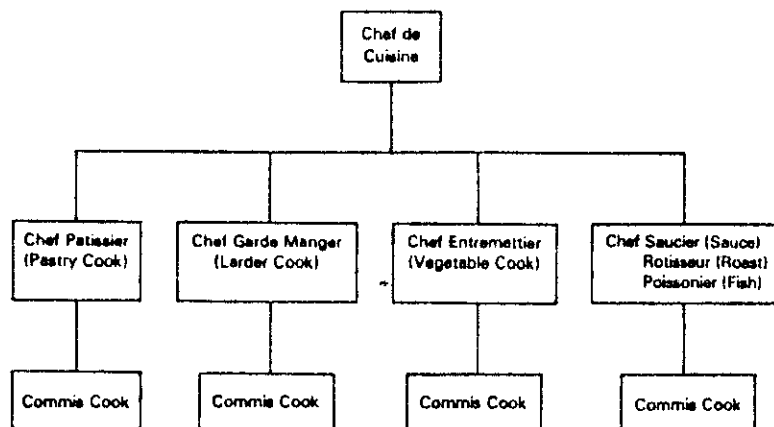 Chef de
Cuisine
Chef Patissier
(Pastry Cook)
Chef Garde Manger
(Larder Cook)
Chef Entremettier
(Vegetable Cook)
Chef Saucier (Sauce)
Rotisseur (Roast)
Poissonier (Fish)
Commis Cook
Commis Cook
Commis Cook
Commis Cook